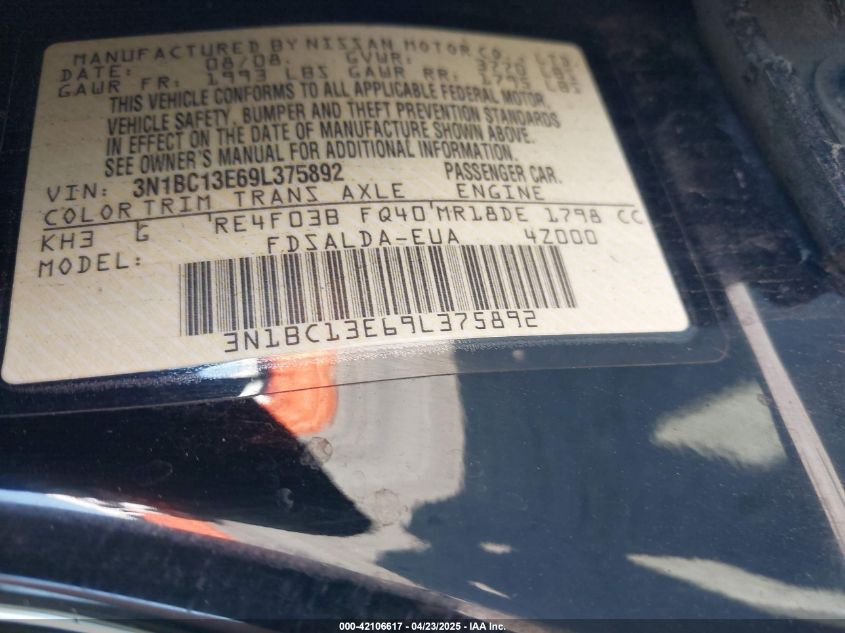 MANUFACTURED BY NISSAN MOTOR CO., LTD.
DATE: 08/08. GVWR: LBS
GAWR FR: 1993 LBS GAWR RR: LBS
THIS VEHICLE CONFORMS TO ALL APPLICABLE FEDERAL MOTOR
VEHICLE SAFETY, BUMPER AND THEFT PREVENTION STANDARDS
IN EFFECT ON THE DATE OF MANUFACTURE SHOWN ABOVE.
SEE OWNER'S MANUAL FOR ADDITIONAL INFORMATION.
VIN: 3N1BC13E69L375892 PASSENGER CAR.
COLOR TRIM TRANS AXLE ENGINE
KH3 G RE4F03B FQ40 MR18DE 1798 CC
MODEL: FDSALDA-EUA 4Z000
3N1BC13E69L375892
000-42106617 - 04/23/2025 - IAA Inc.